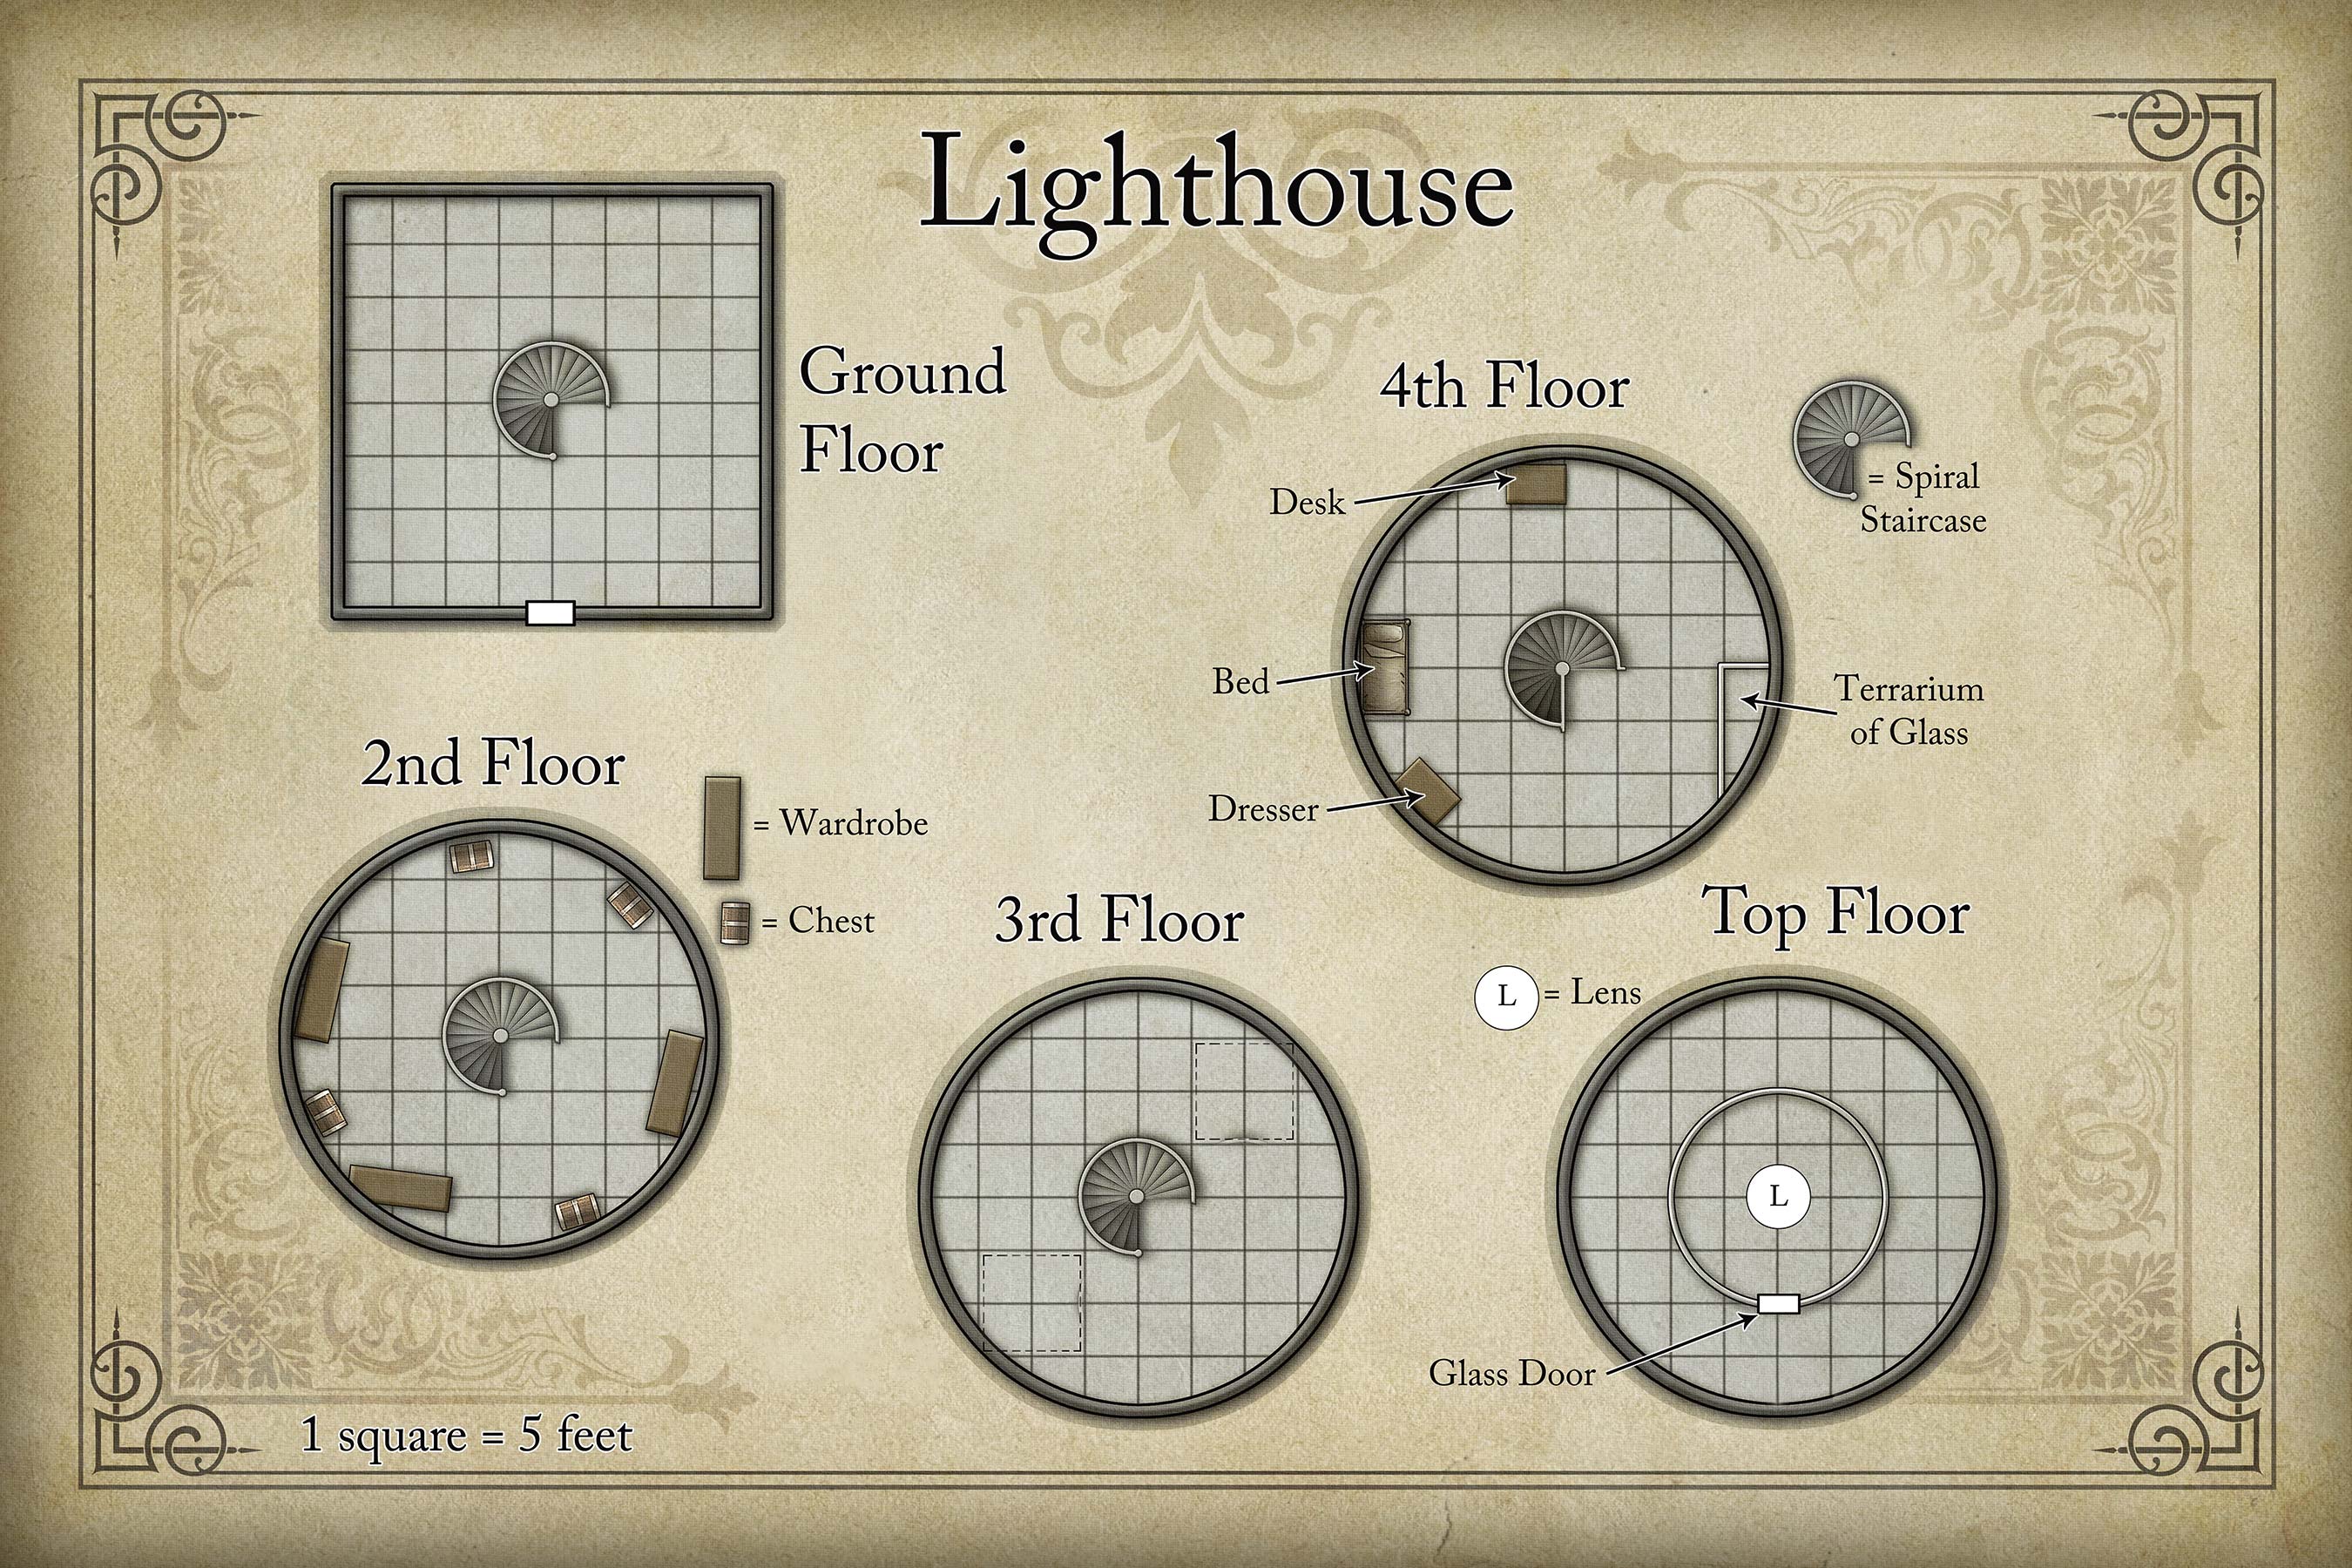 Lighthouse
Ground
Floor
4th Floor
= Spiral
Staircase
Desk
Bed
Terrarium
of Glass
Dresser
2nd Floor
= Wardrobe
= Chest
3rd Floor
Top Floor
L = Lens
L
Glass Door
1 square = 5 feet